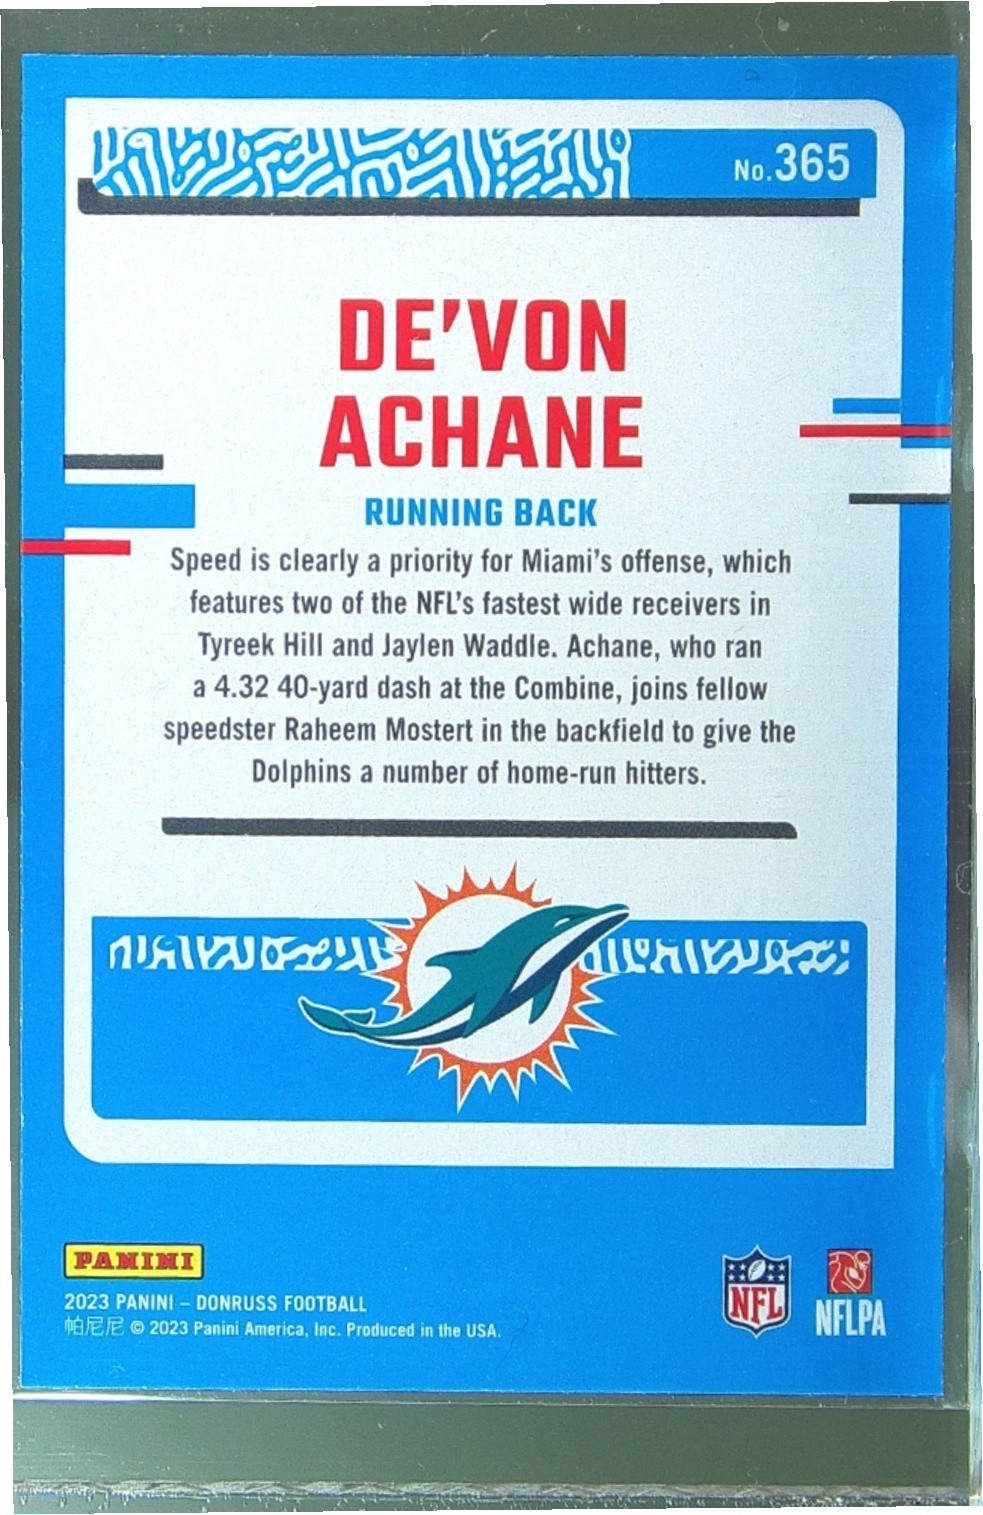 No.365
DE'VON
ACHANE
RUNNING BACK
Speed is clearly a priority for Miami's offense, which
features two of the NFL's fastest wide receivers in
Tyreek Hill and Jaylen Waddle. Achane, who ran
a 4.32 40-yard dash at the Combine, joins fellow
speedster Raheem Mostert in the backfield to give the
Dolphins a number of home-run hitters.
PANINI
2023 PANINI – DONRUSS FOOTBALL
帕尼尼 © 2023 Panini America, Inc. Produced in the USA.
NFL
NFLPA